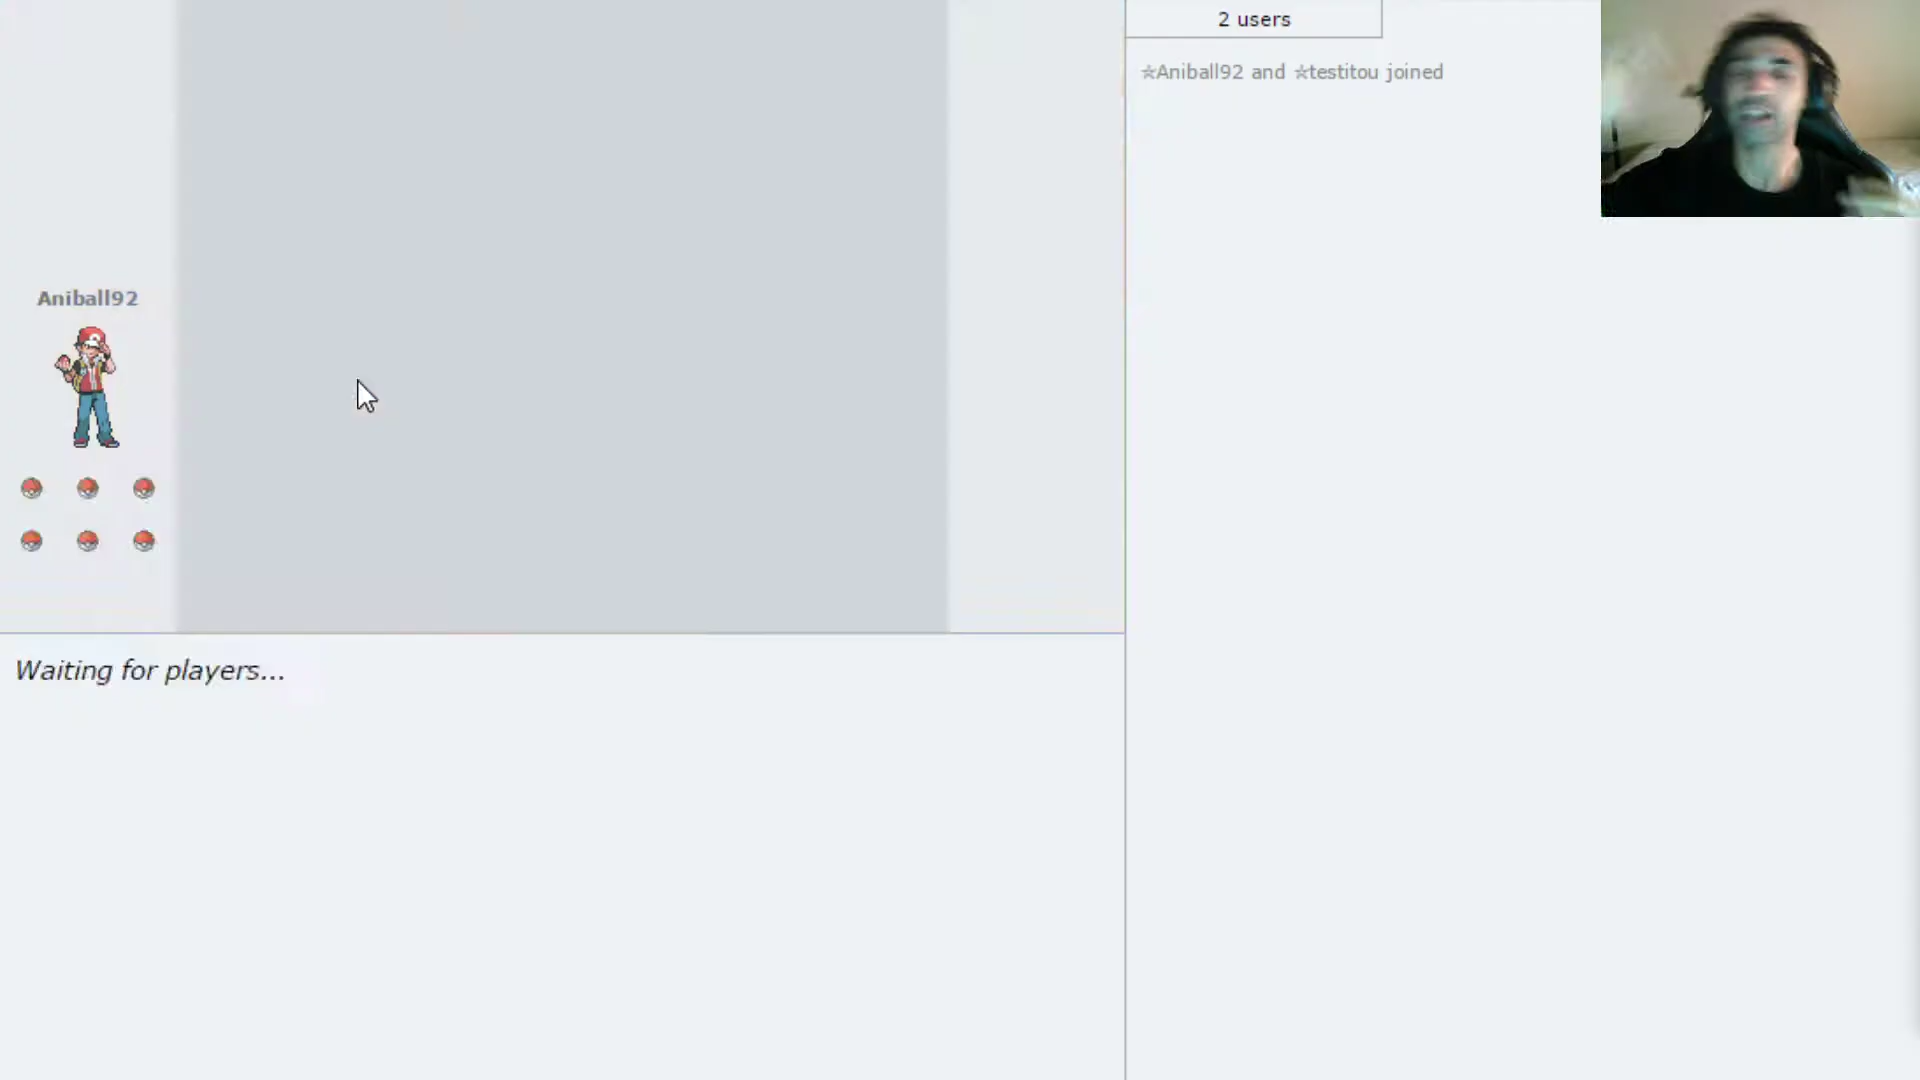 2 users
☆Aniball92 and ☆testitou joined
Aniball92
Waiting for players...